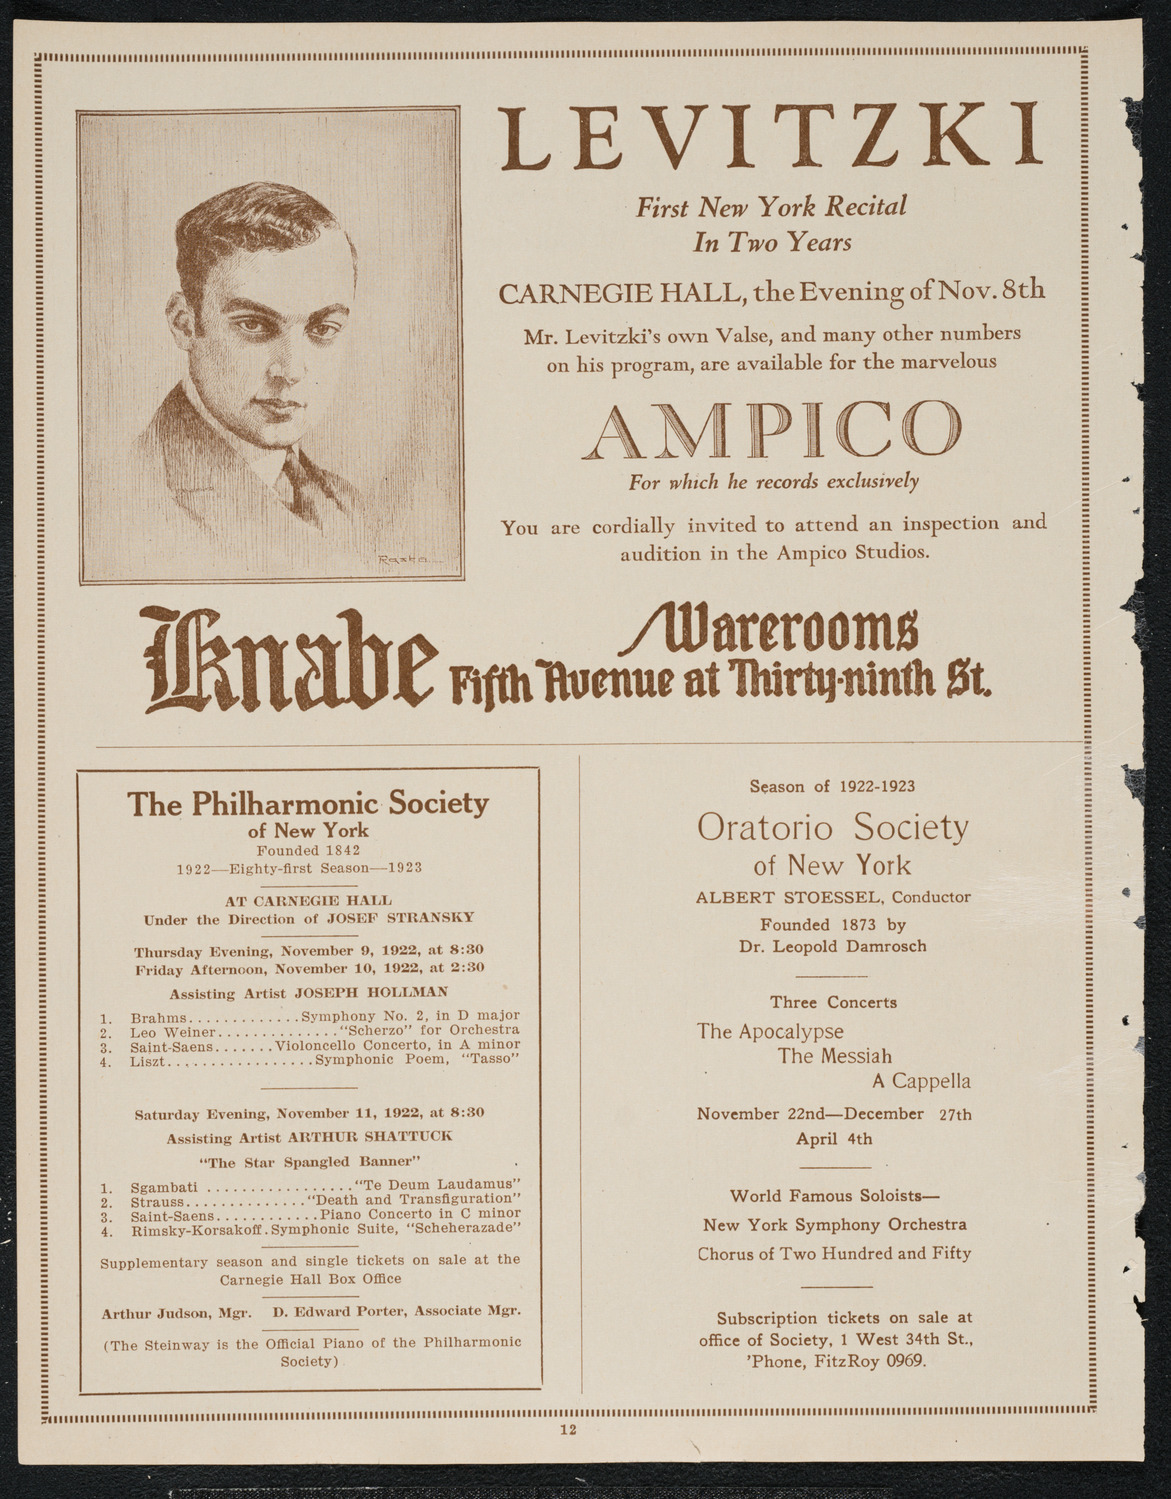 LEVITZKI
First New York Recital
In Two Years
CARNEGIE HALL, the Evening of Nov. 8th
Mr. Levitzki's own Valse, and many other numbers
on his program, are available for the marvelous
AMPICO
For which he records exclusively
You are cordially invited to attend an inspection and
audition in the Ampico Studios.
Rasko
Knabe Warerooms
Fifth Avenue at Thirty-ninth St.
The Philharmonic Society
of New York
Founded 1842
1922—Eighty-first Season—1923
AT CARNEGIE HALL
Under the Direction of JOSEF STRANSKY
Thursday Evening, November 9, 1922, at 8:30
Friday Afternoon, November 10, 1922, at 2:30
Assisting Artist JOSEPH HOLLMAN
1. Brahms............Symphony No. 2, in D major
2. Leo Weiner.............."Scherzo" for Orchestra
3. Saint-Saens.......Violoncello Concerto, in A minor
4. Liszt.................Symphonic Poem, "Tasso"
Saturday Evening, November 11, 1922, at 8:30
Assisting Artist ARTHUR SHATTUCK
"The Star Spangled Banner"
1. Sgambati ................."Te Deum Laudamus"
2. Strauss.............."Death and Transfiguration"
3. Saint-Saens............Piano Concerto in C minor
4. Rimsky-Korsakoff.Symphonic Suite, "Scheherazade"
Supplementary season and single tickets on sale at the
Carnegie Hall Box Office
Arthur Judson, Mgr. D. Edward Porter, Associate Mgr.
(The Steinway is the Official Piano of the Philharmonic
Society)
Season of 1922-1923
Oratorio Society
of New York
ALBERT STOESSEL, Conductor
Founded 1873 by
Dr. Leopold Damrosch
Three Concerts
The Apocalypse
The Messiah
A Cappella
November 22nd—December 27th
April 4th
World Famous Soloists—
New York Symphony Orchestra
Chorus of Two Hundred and Fifty
Subscription tickets on sale at
office of Society, 1 West 34th St.,
'Phone, FitzRoy 0969.
12